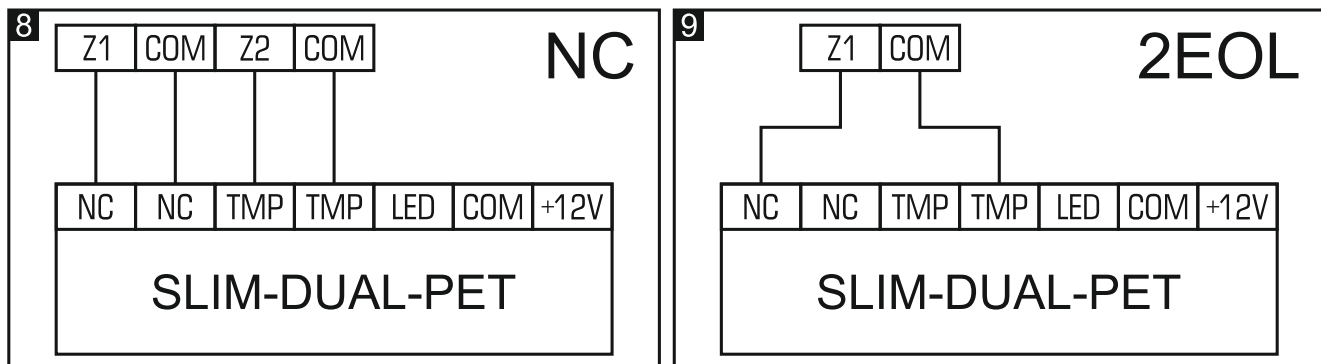 8
Z1 COM Z2 COM
NC
NC NC TMP TMP LED COM +12V
SLIM-DUAL-PET
9
Z1 COM
2EOL
NC NC TMP TMP LED COM +12V
SLIM-DUAL-PET